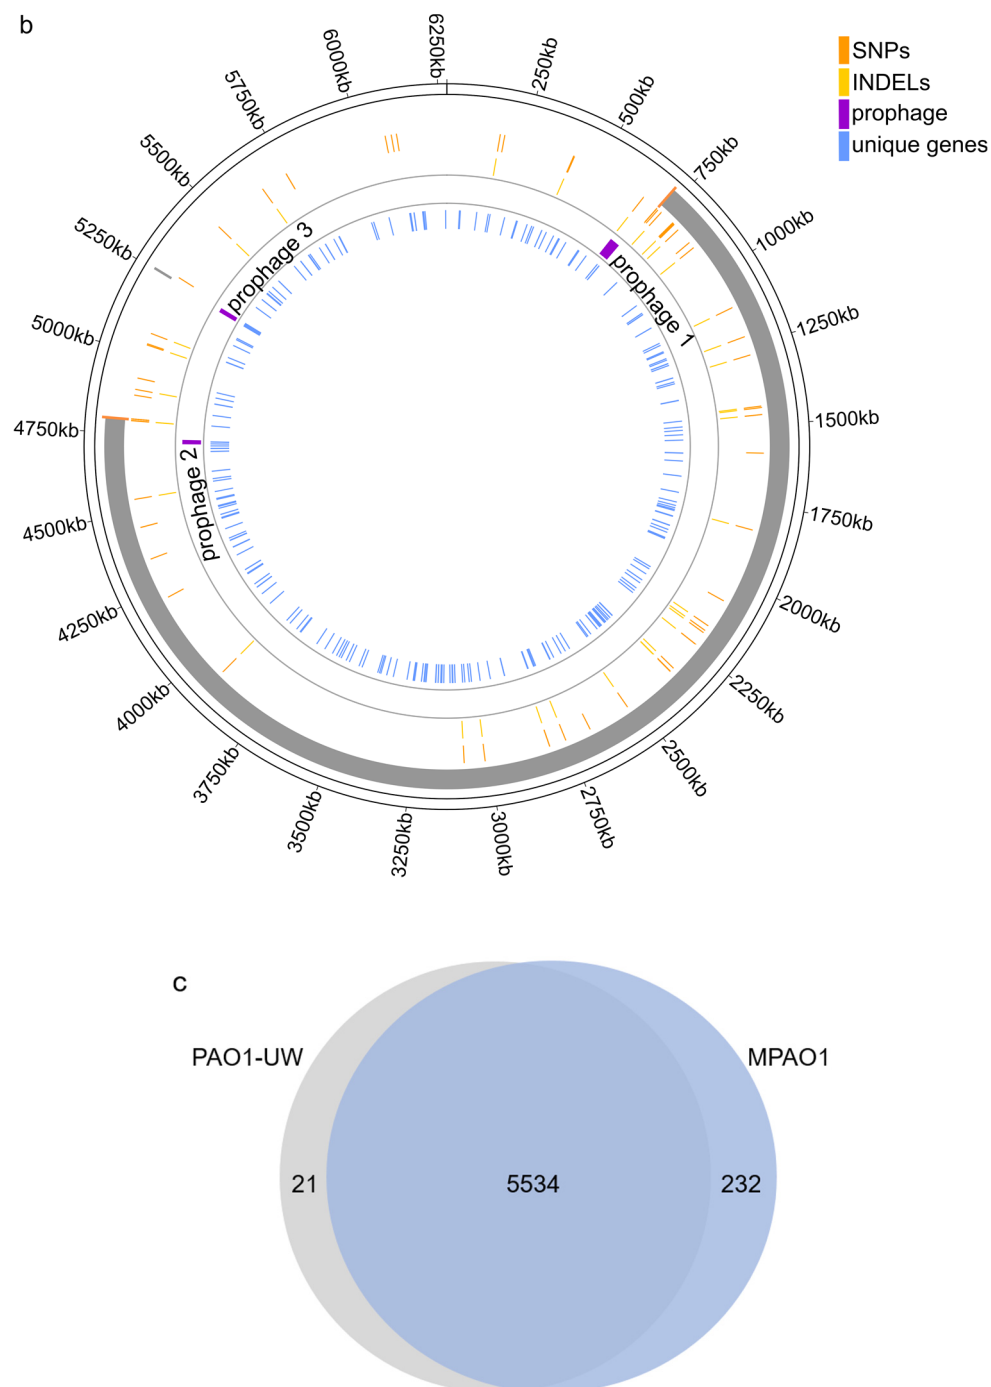 b
SNPs
INDELs
prophage
unique genes
6250kb
250kb
500kb
750kb
1000kb
1250kb
1500kb
1750kb
2000kb
2250kb
2500kb
2750kb
3000kb
3250kb
3500kb
3750kb
4000kb
4250kb
4500kb
4750kb
5000kb
5250kb
5500kb
5750kb
6000kb
prophage 1
prophage 2
prophage 3
c
PAO1-UW
MPAO1
21
5534
232